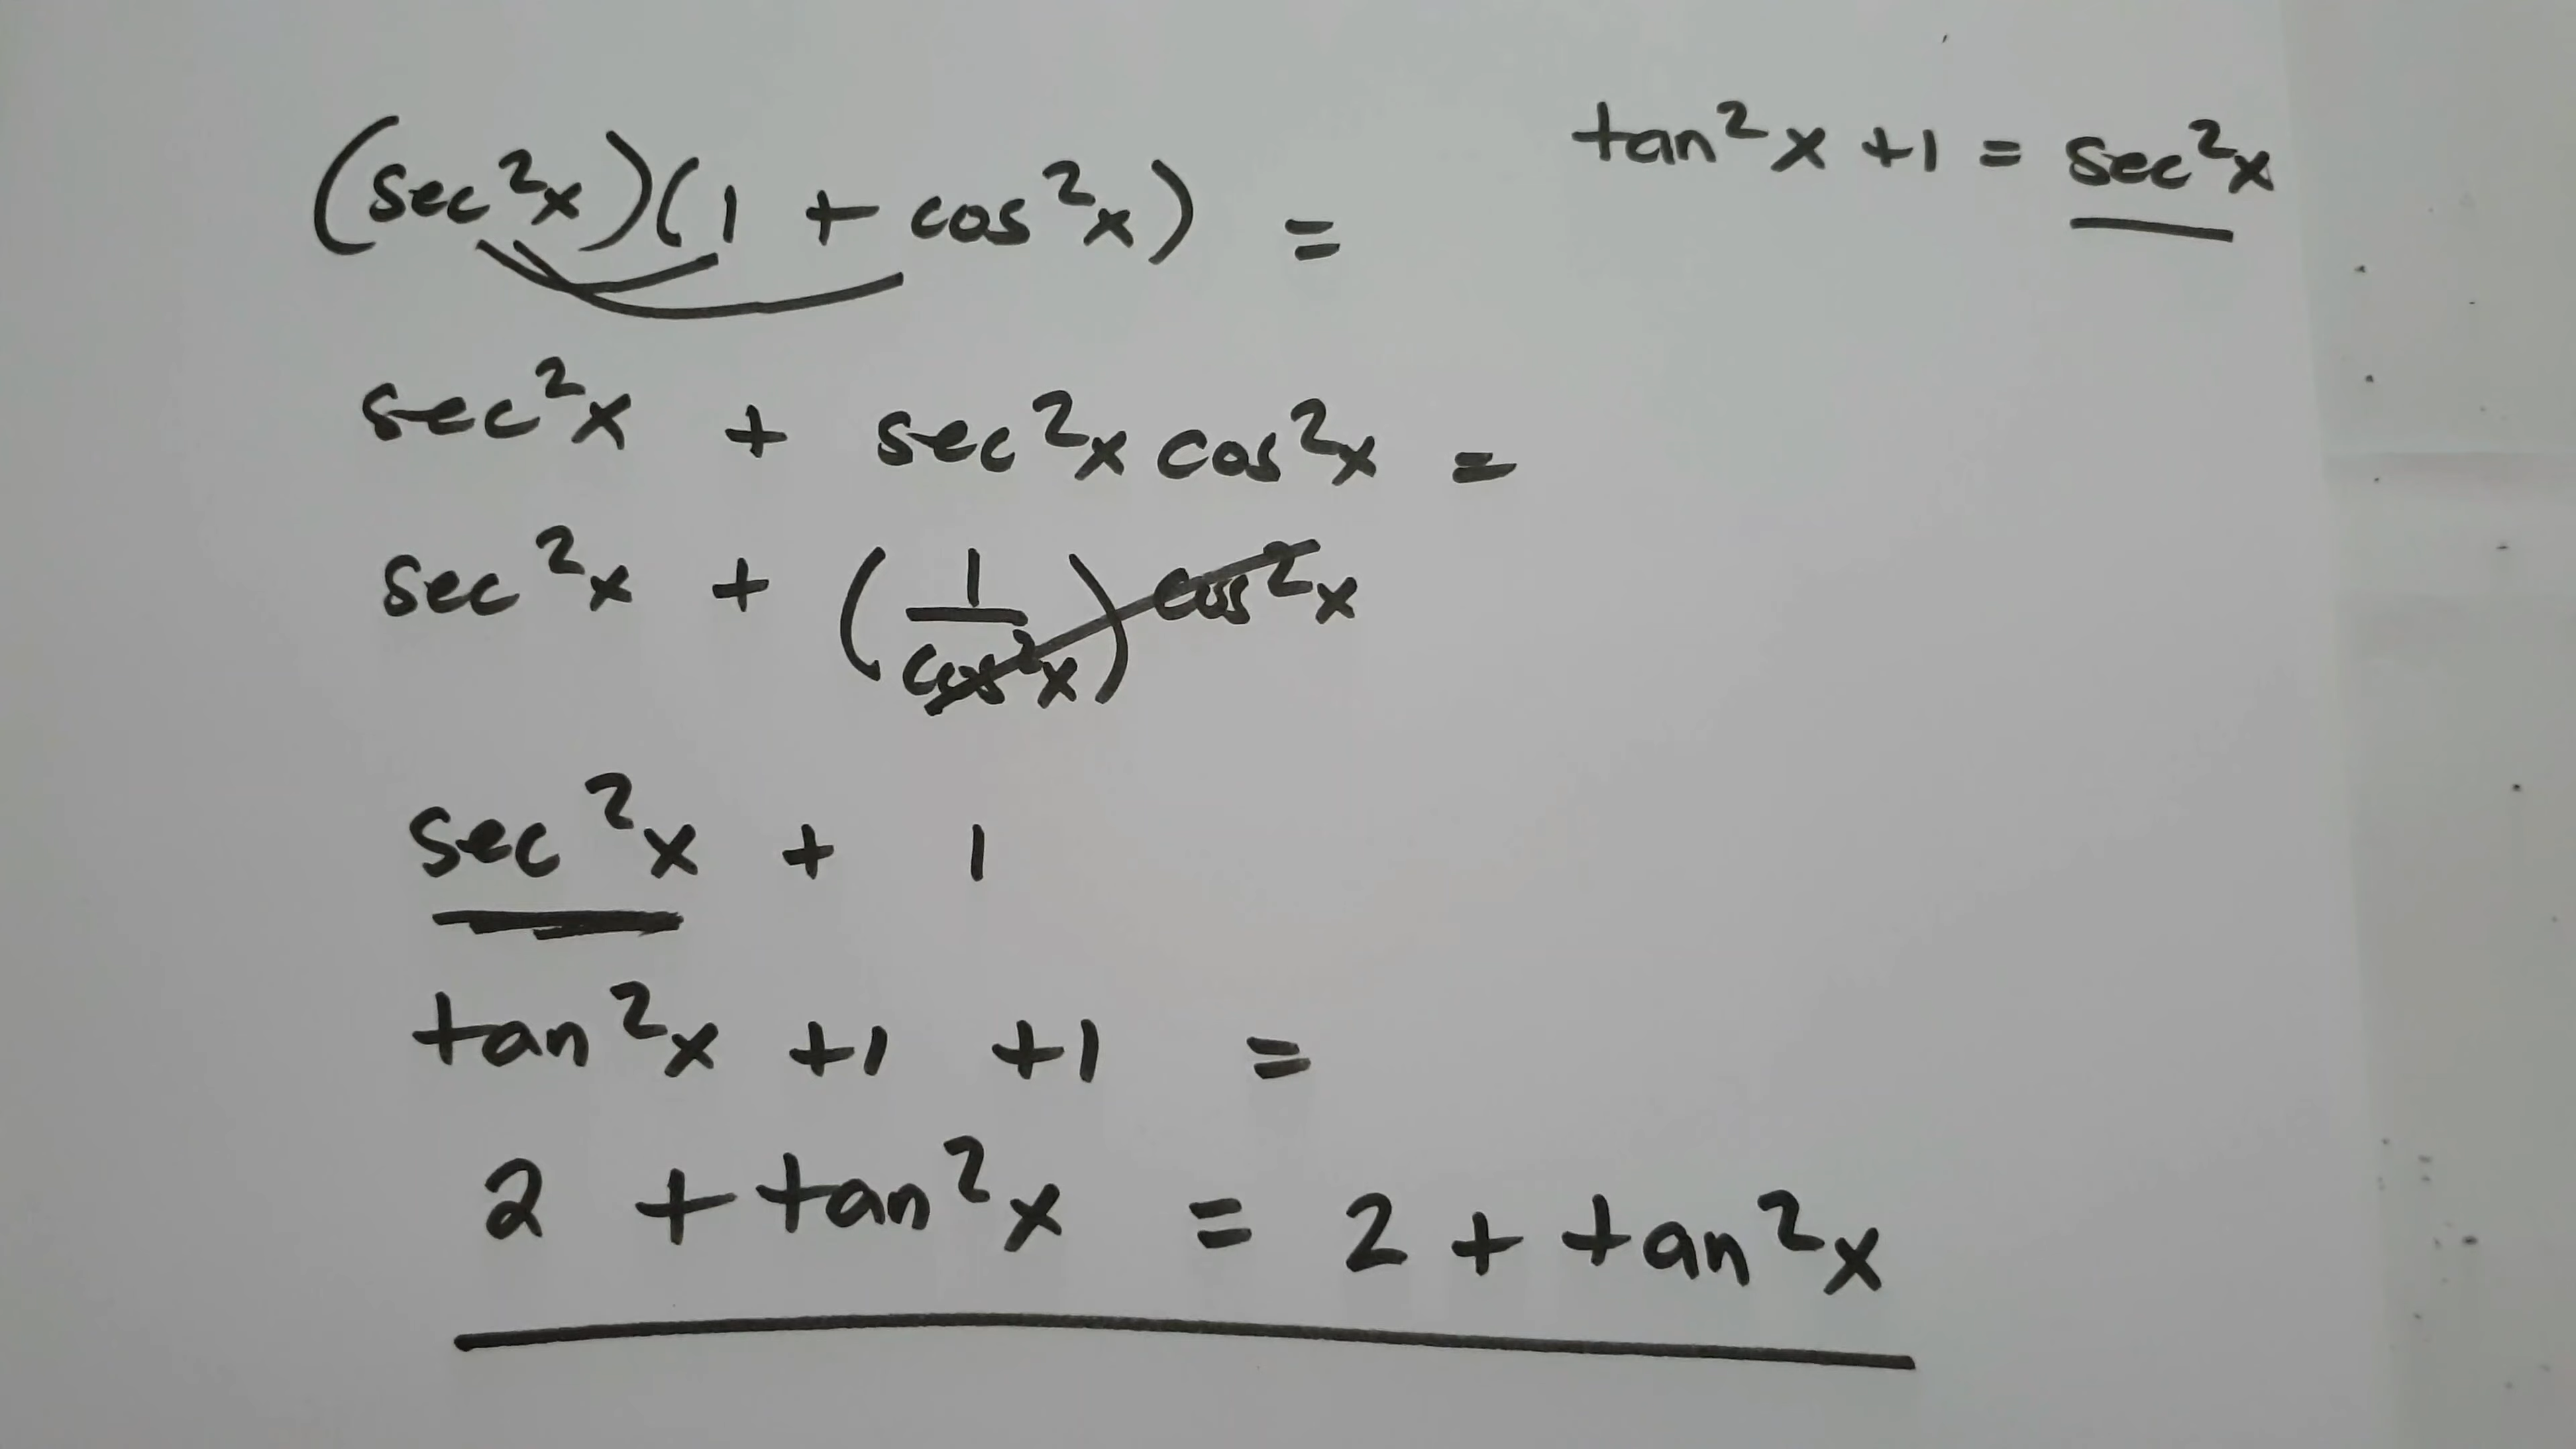 (sec²x)(1 + cos²x) =
tan²x +1 = sec²x
sec²x + sec²x cos²x =
sec²x + (1/cos²x) cos²x
sec²x + 1
tan²x +1 +1 =
2 + tan²x = 2 + tan²x